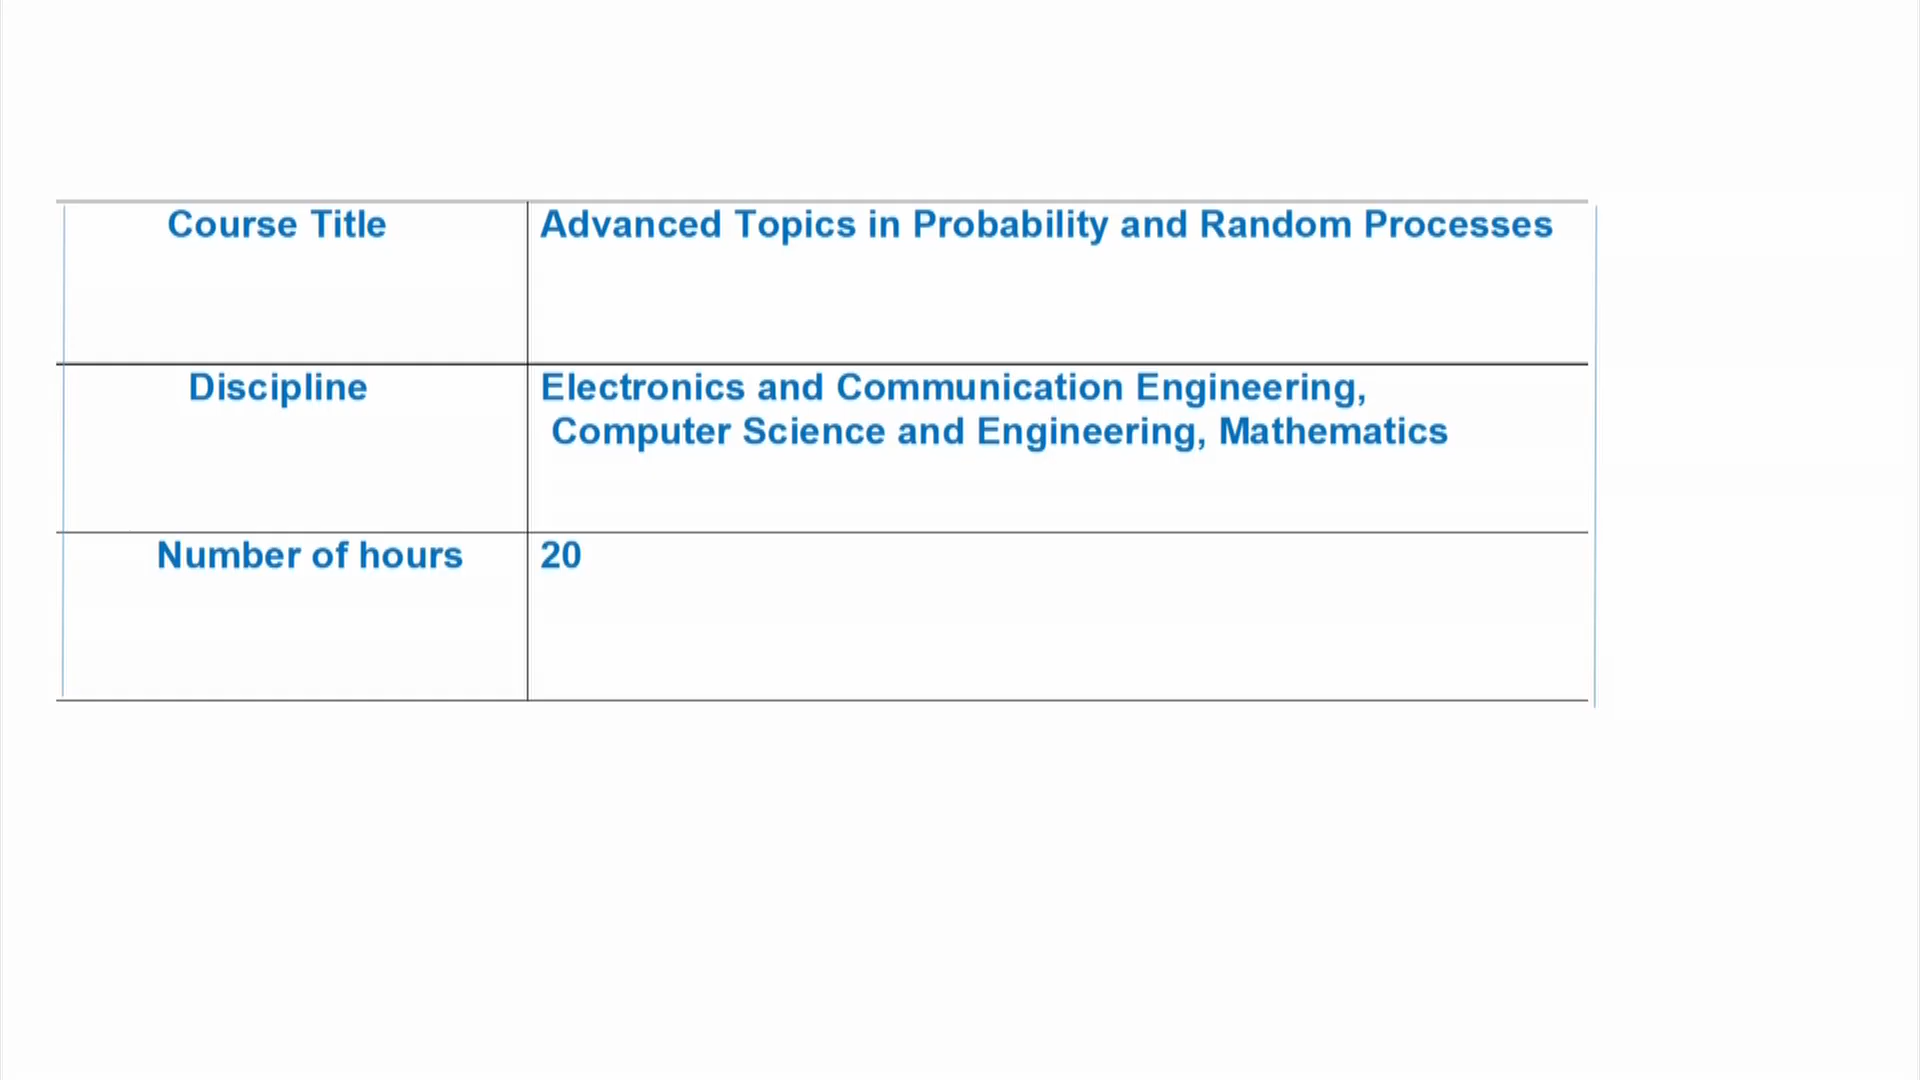 Course Title
Advanced Topics in Probability and Random Processes
Discipline
Electronics and Communication Engineering,
Computer Science and Engineering, Mathematics
Number of hours
20